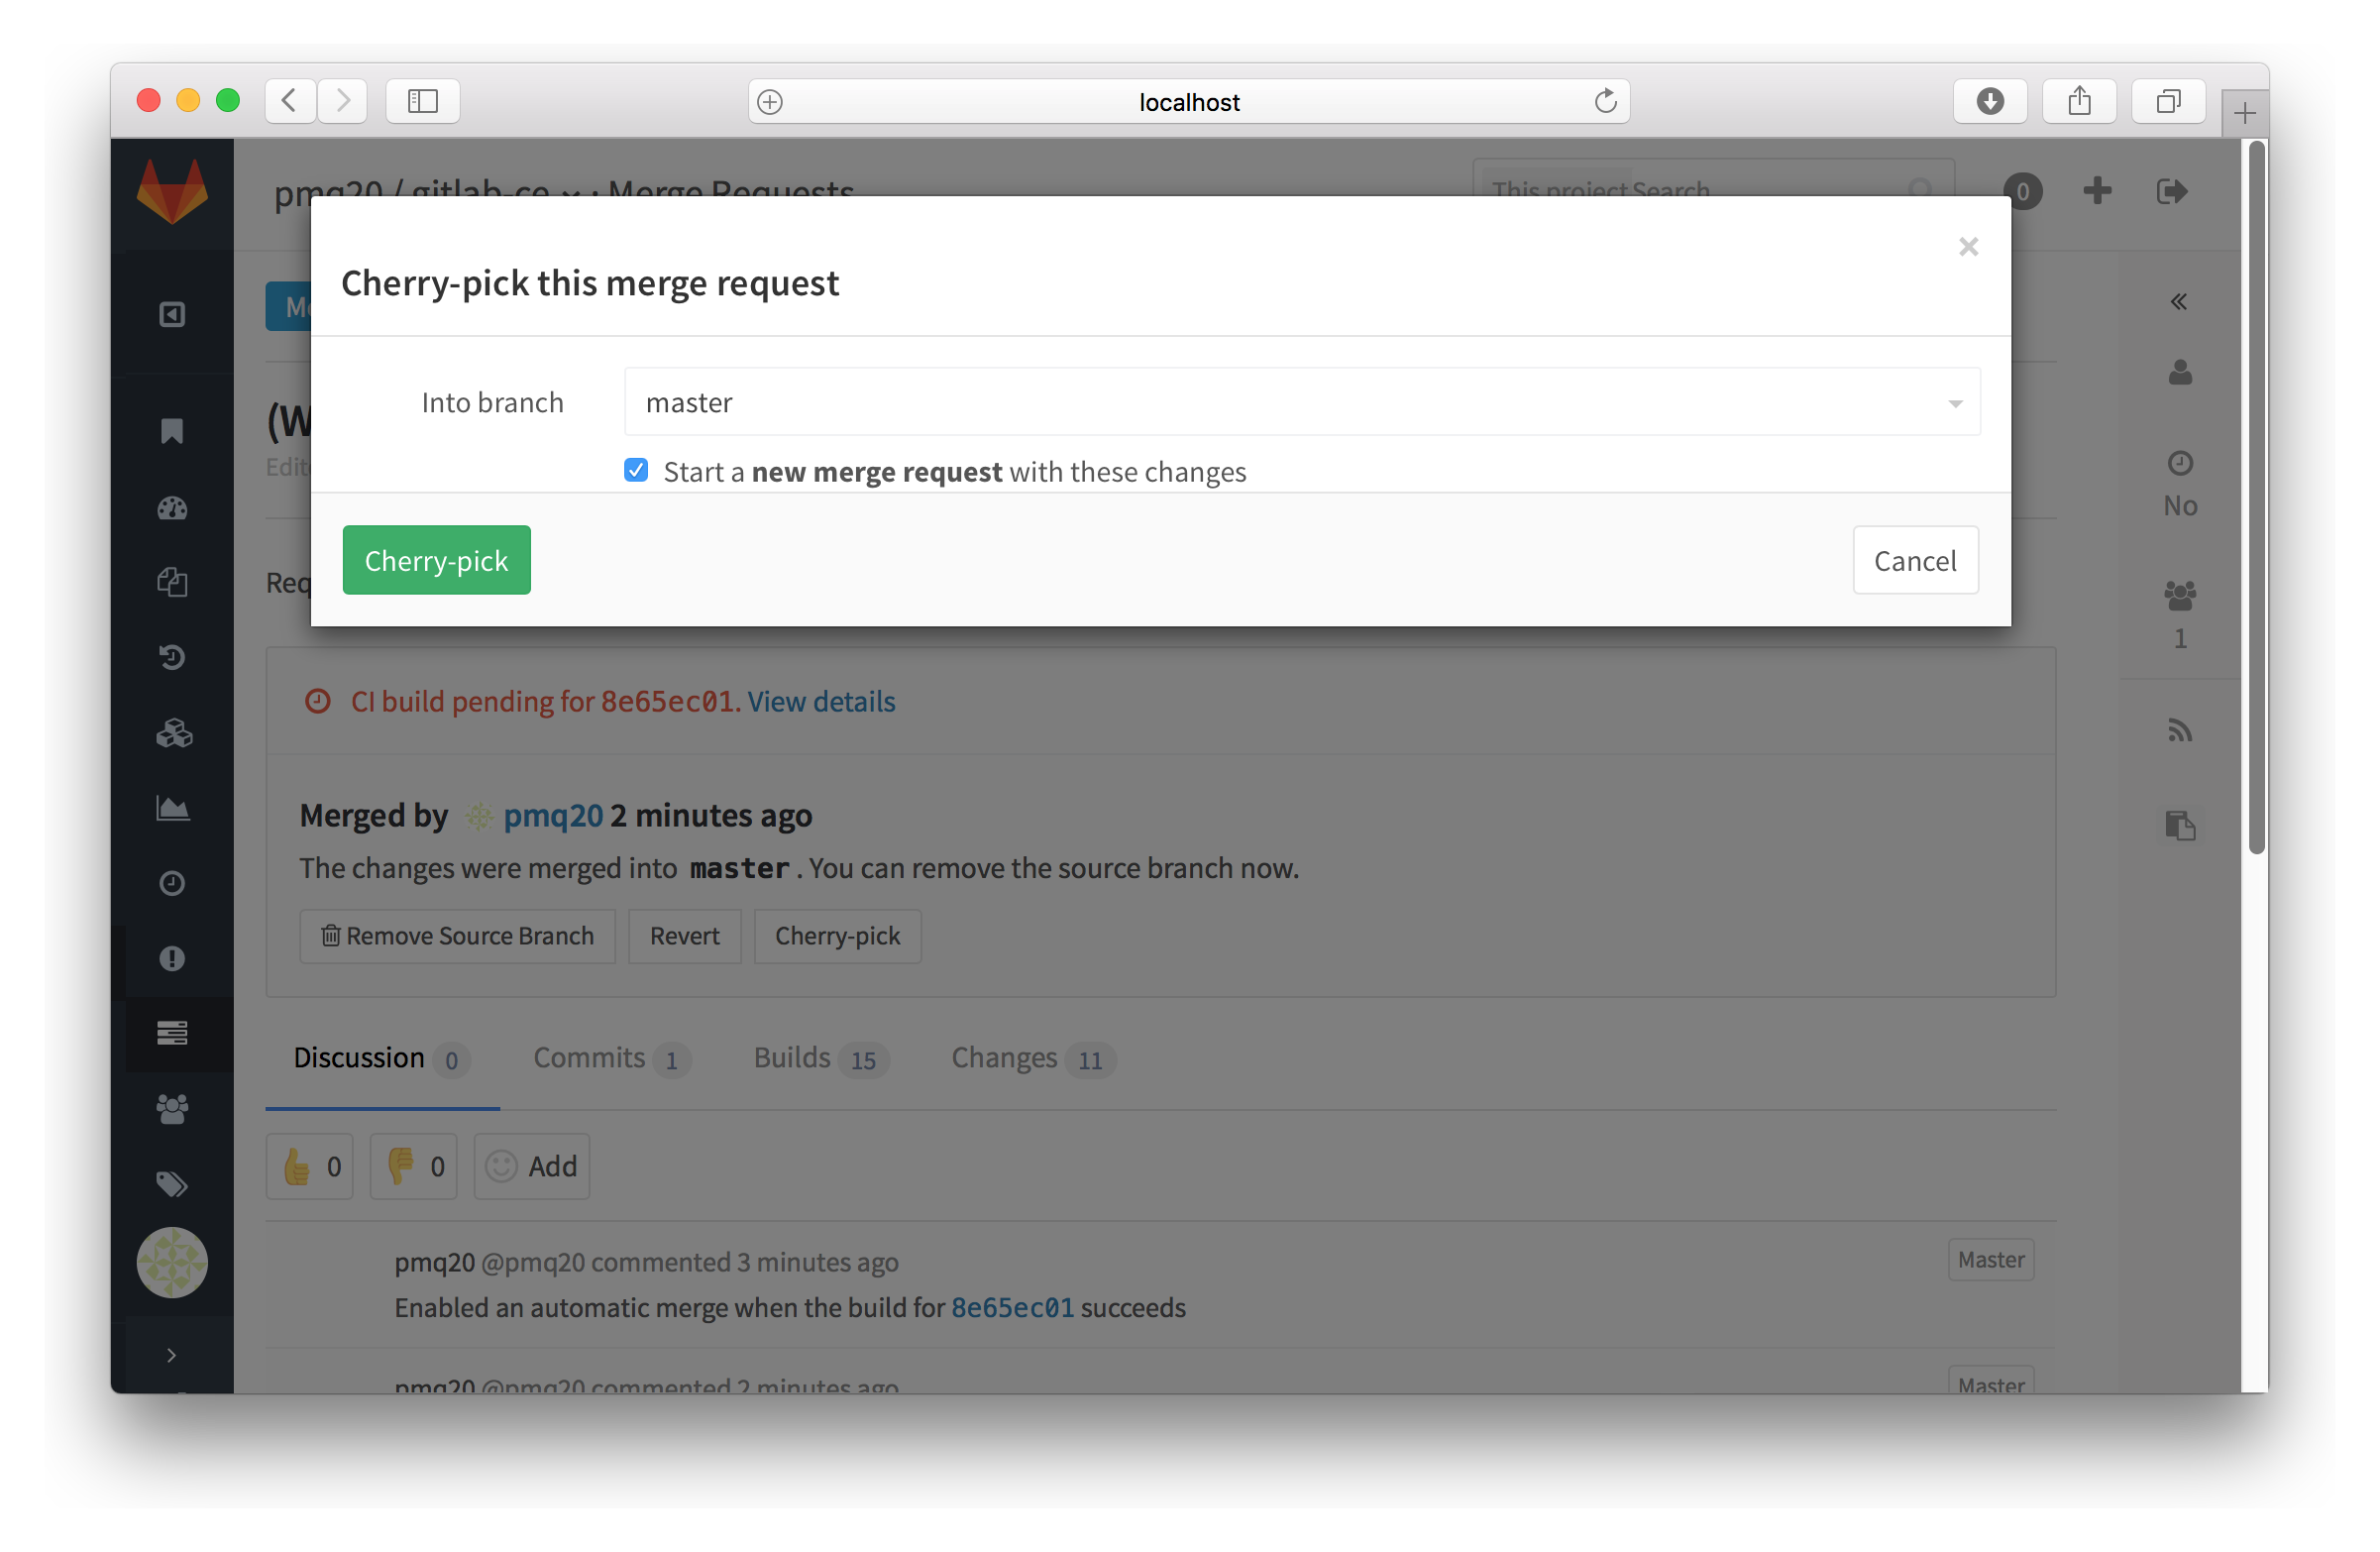 localhost
pmq20 / gitlab-ce · Merge Requests
This project Search
0
Cherry-pick this merge request
Into branch
master
Start a new merge request with these changes
Cherry-pick
Cancel
No
1
CI build pending for 8e65ec01. View details
Merged by pmq20 2 minutes ago
The changes were merged into master. You can remove the source branch now.
Remove Source Branch Revert Cherry-pick
Discussion 0 Commits 1 Builds 15 Changes 11
0 0 Add
pmq20 @pmq20 commented 3 minutes ago Master
Enabled an automatic merge when the build for 8e65ec01 succeeds
pmq20 @pmq20 commented 2 minutes ago Master